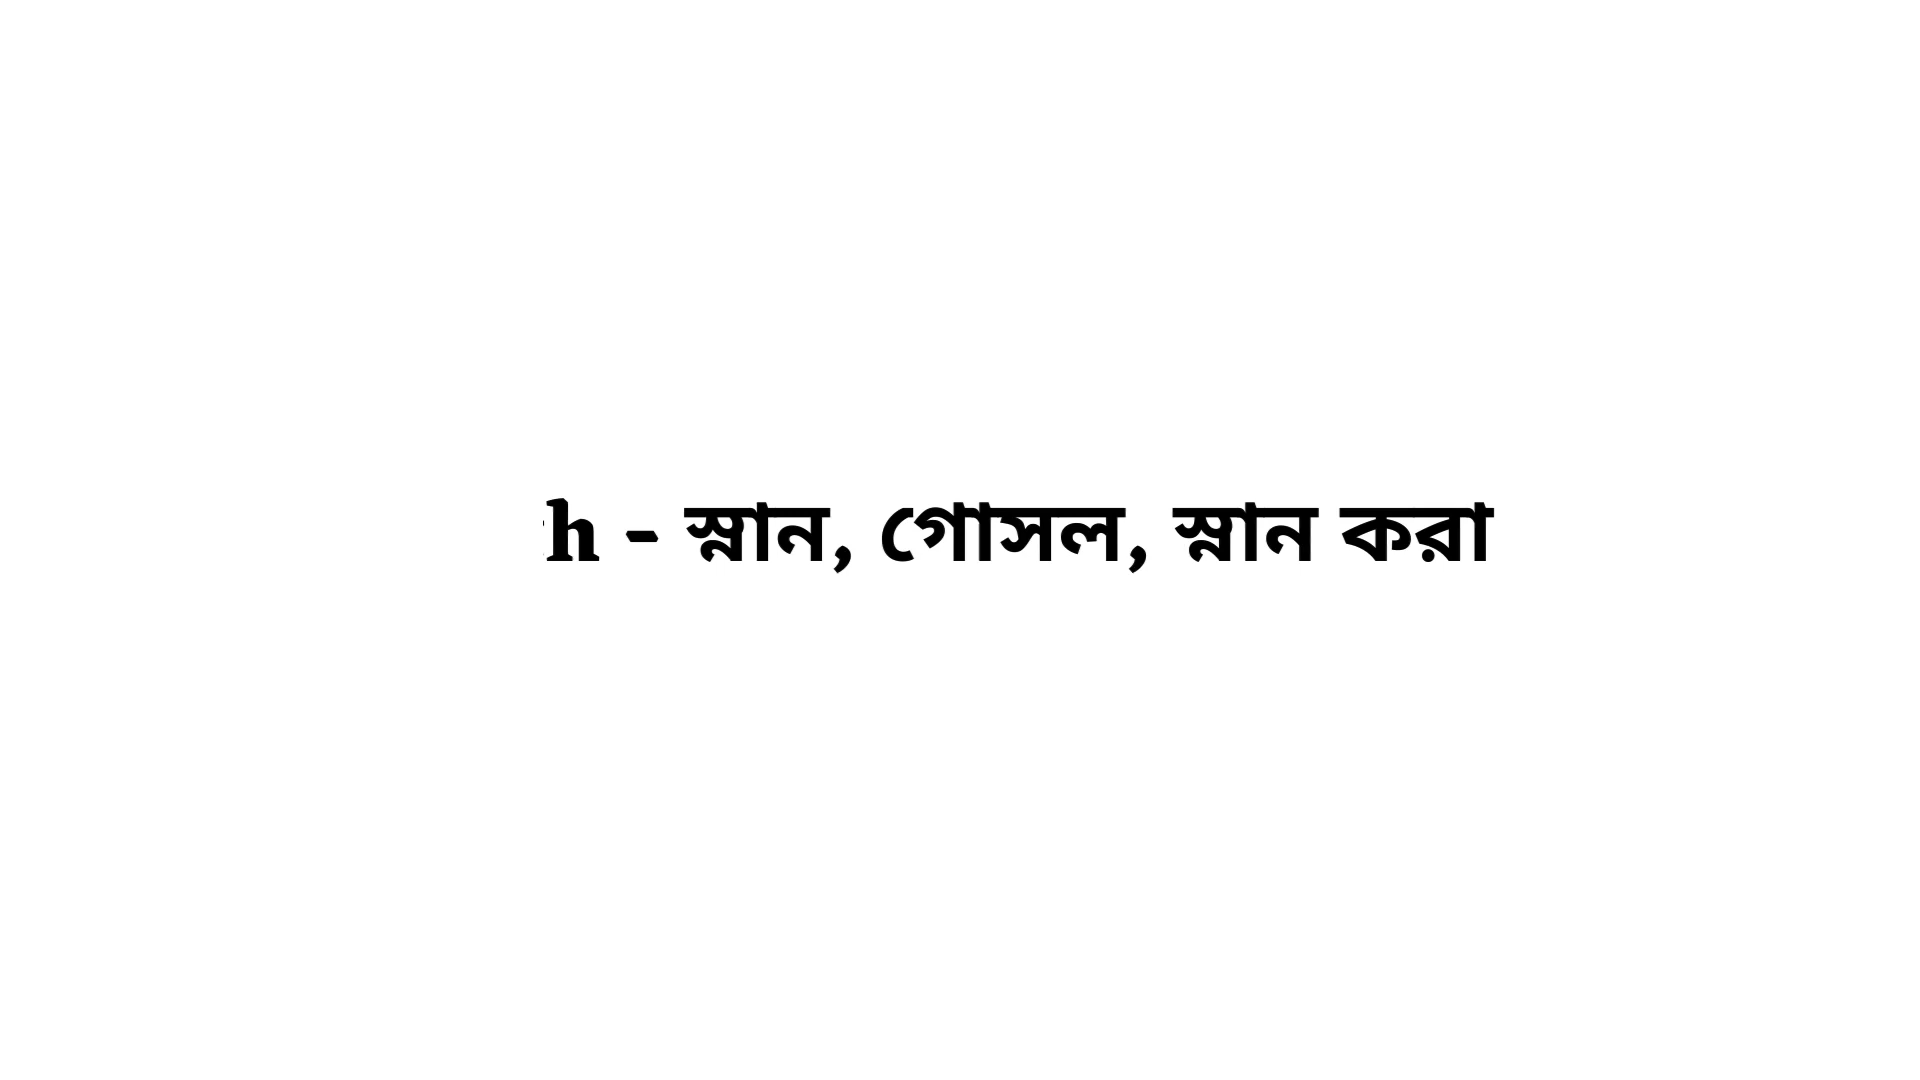 h - স্নান, গোসল, স্নান করা